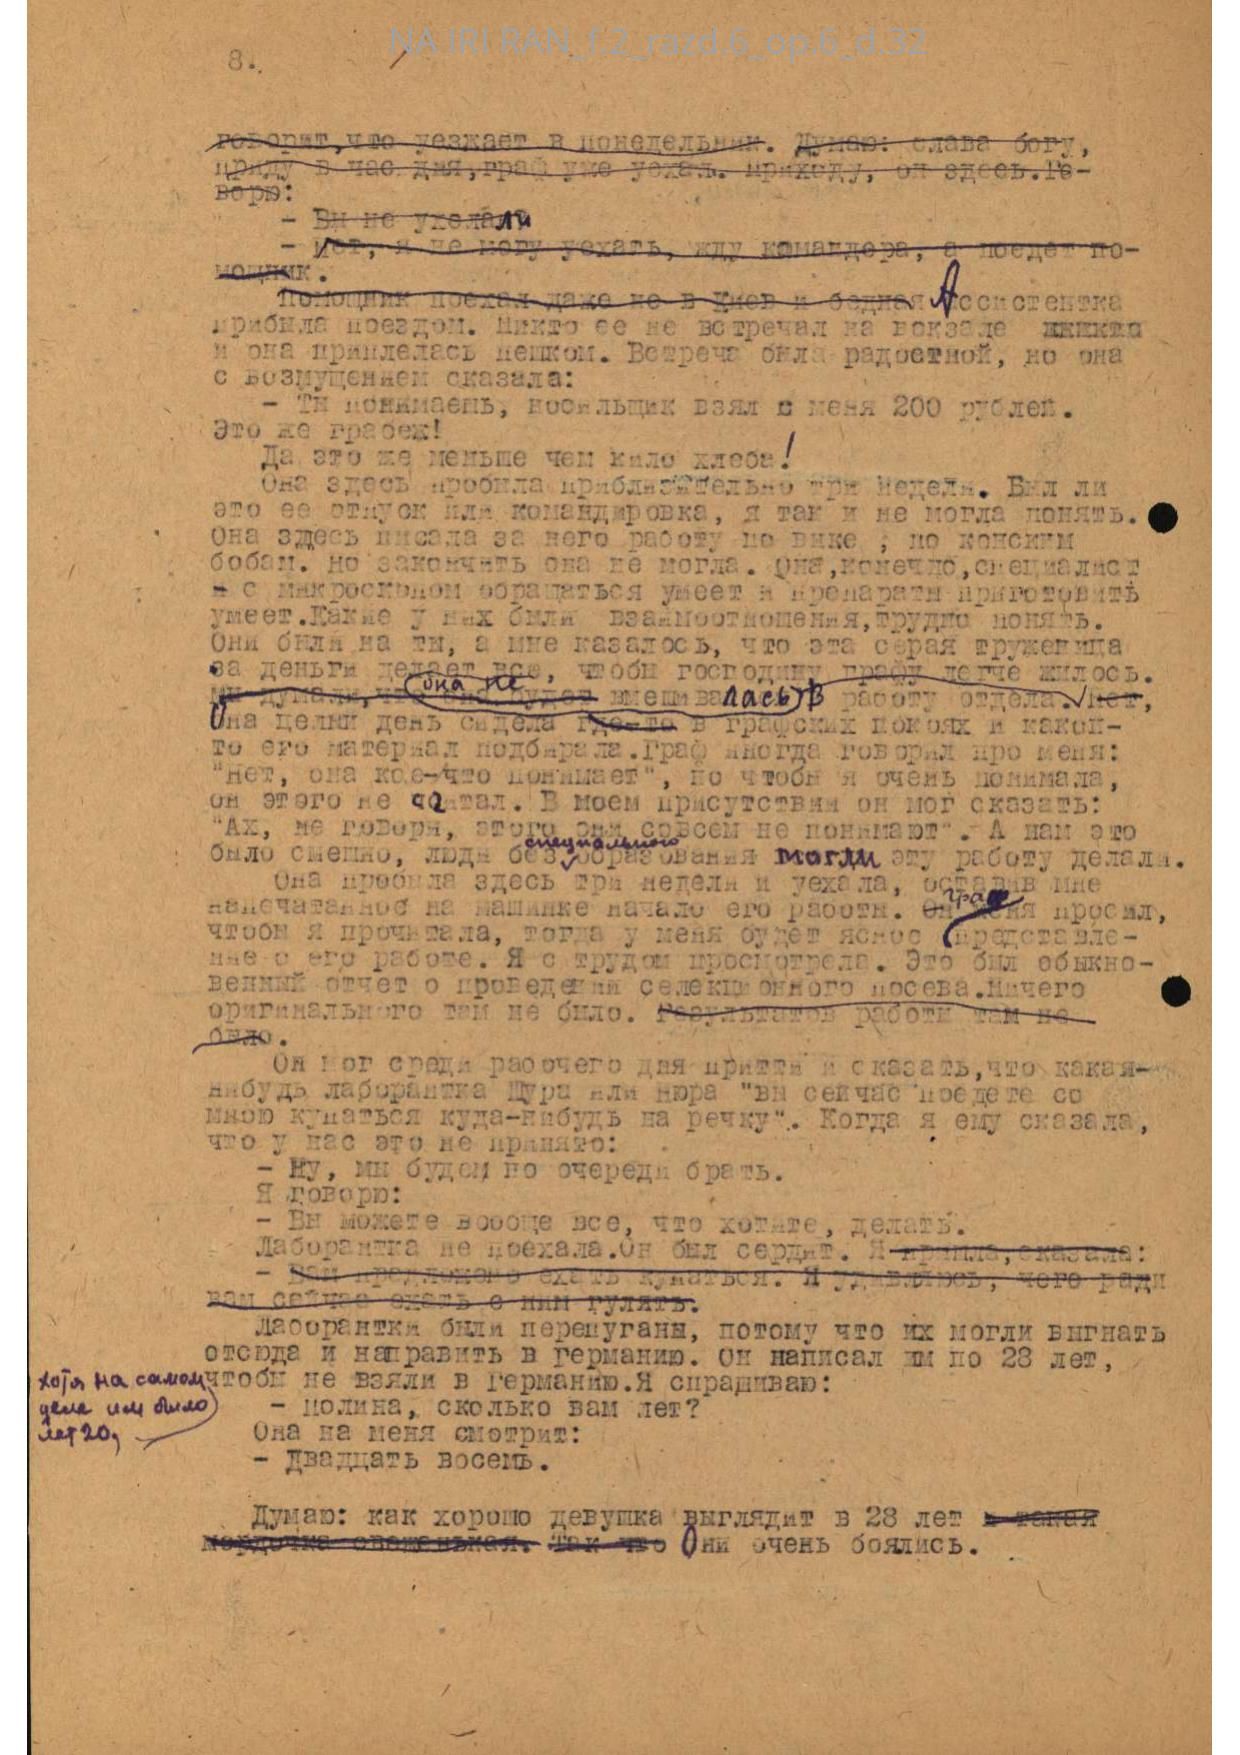 NA IRI RAN_f.2_razd.6_op.6_d.32
8.
говорит,что уезжает в понедельник. Думаю: слава богу,
приду в час дня,граф уже уехал. Прихожу, он здесь.Го-
ворю:
- Вы не уехали
- Нет, я не могу уехать, жду командера, а поедет по-
мощник.
Помощник поехал даже не в Киев и бедная Ассистентка
прибыла поездом. Никто ее не встречал на вокзале никто
и она приплелась пешком. Встреча была радостной, но она
с возмущением сказала:
- Ты понимаешь, носильщик взял с меня 200 рублей.
Это же грабеж!
Да это же меньше чем кило хлеба!
Она здесь пробыла приблизительно три недели. Был ли
это ее отпуск или командировка, я так и не могла понять.
Она здесь писала за него работу по вике ; по конским
бобам. Но закончить она не могла. Она,конечно,специалист
- с микроскопом обращаться умеет и препараты приготовить
умеет.Какие у них были взаимоотношения,трудно понять.
Они были на ты, а мне казалось, что эта серая труженица
за деньги делает все, чтобы господину графу легче жилось.
она не
Мы думали,что она будет вмешивалась в работу отдела. Нет,
Она целый день сидела где-то в графских покоях и какой-
то его материал подбирала.Граф иногда говорил про меня:
"Нет, она кое-что понимает", но чтобы я очень понимала,
он этого не считал. В моем присутствии он мог сказать:
"Ах, не говори, этого они совсем не понимают". А нам это
специального
было смешно, люди без образования могли эту работу делали.
Она пробыла здесь три недели и уехала, оставив мне
граф
напечатанное на машинке начало его работы. Он меня просил,
чтобы я прочитала, тогда у меня будет ясное представле-
ние о его работе. Я с трудом просмотрела. Это был обыкно-
венный отчет о проведении селекционного посева.Ничего
оригинального там не было. Результатов работы там не
было.
Он мог среди рабочего дня притти и сказать,что какая-
нибудь лаборантка Шура или Нюра "вы сейчас поедете со
мною купаться куда-нибудь на речку". Когда я ему сказала,
что у нас это не принято:
- Ну, мы будем по очереди брать.
Я говорю:
- Вы можете вообще все, что хотите, делать.
Лаборантка не поехала.Он был сердит. Я пришла,сказала:
- Вам предложено ехать купаться. Я удивляюсь, чего ради
вам сейчас ехать с ним гулять.
Лаборантки были перепуганы, потому что их могли выгнать
отсюда и направить в Германию. Он написал им по 28 лет,
хотя на самом
деле им было
лет 20,
чтобы не взяли в Германию.Я спрашиваю:
- Полина, сколько вам лет?
Она на меня смотрит:
- Двадцать восемь.
Думаю: как хорошо девушка выглядит в 28 лет и такая
мордочка свеженькая. Так что Они очень боялись.